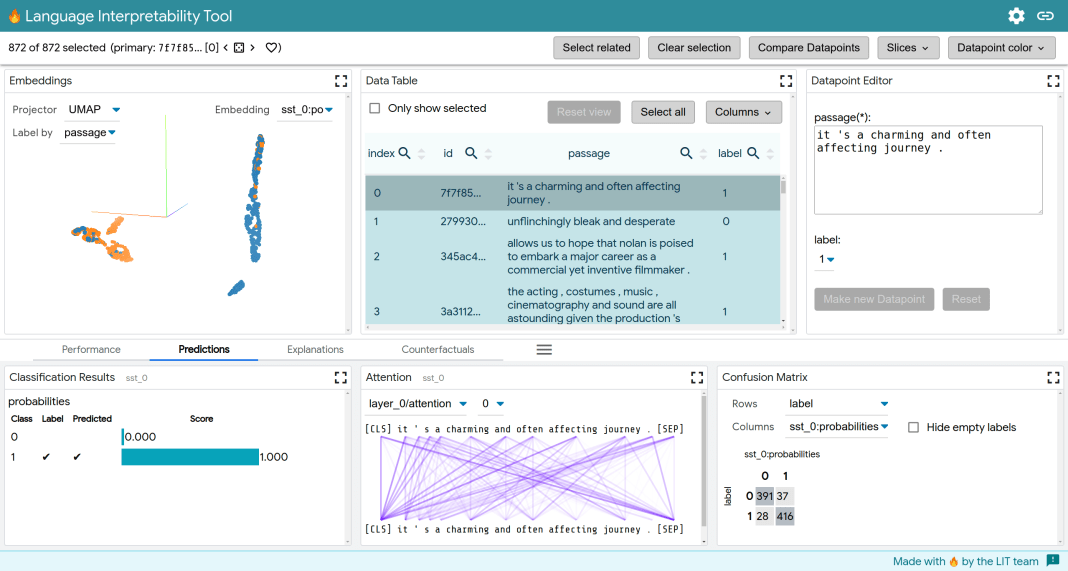 🔥 Language Interpretability Tool
872 of 872 selected (primary: 7f7f85... [0] < > ♡)
Select related
Clear selection
Compare Datapoints
Slices
Datapoint color
Embeddings
Projector UMAP
Embedding sst_0:po
Label by passage
Data Table
Only show selected
Reset view
Select all
Columns
index id passage label
0 7f7f85... it 's a charming and often affecting journey . 1
1 279930... unflinchingly bleak and desperate 0
2 345ac4... allows us to hope that nolan is poised to embark a major career as a commercial yet inventive filmmaker . 1
3 3a3112... the acting , costumes , music , cinematography and sound are all astounding given the production 's 1
Datapoint Editor
passage(*):
it 's a charming and often
affecting journey .
label:
1
Make new Datapoint
Reset
Performance
Predictions
Explanations
Counterfactuals
Classification Results sst_0
probabilities
Class Label Predicted Score
0 0.000
1 ✔ ✔ 1.000
Attention sst_0
layer_0/attention 0
[CLS] it ' s a charming and often affecting journey . [SEP]
[CLS] it ' s a charming and often affecting journey . [SEP]
Confusion Matrix
Rows label
Columns sst_0:probabilities
Hide empty labels
sst_0:probabilities
0 1
label
0 391 37
1 28 416
Made with 🔥 by the LIT team